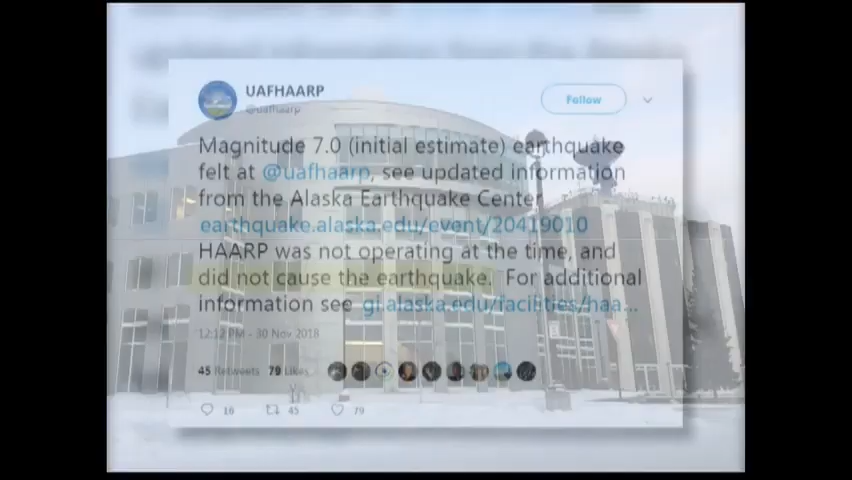 UAFHAARP
@uafhaarp
Follow
Magnitude 7.0 (initial estimate) earthquake
felt at @uafhaarp, see updated information
from the Alaska Earthquake Center
earthquake.alaska.edu/event/20419010
HAARP was not operating at the time, and
did not cause the earthquake. For additional
information see gi.alaska.edu/facilities/haa...
12:12 PM - 30 Nov 2018
45 Retweets 79 Likes
16 45 79